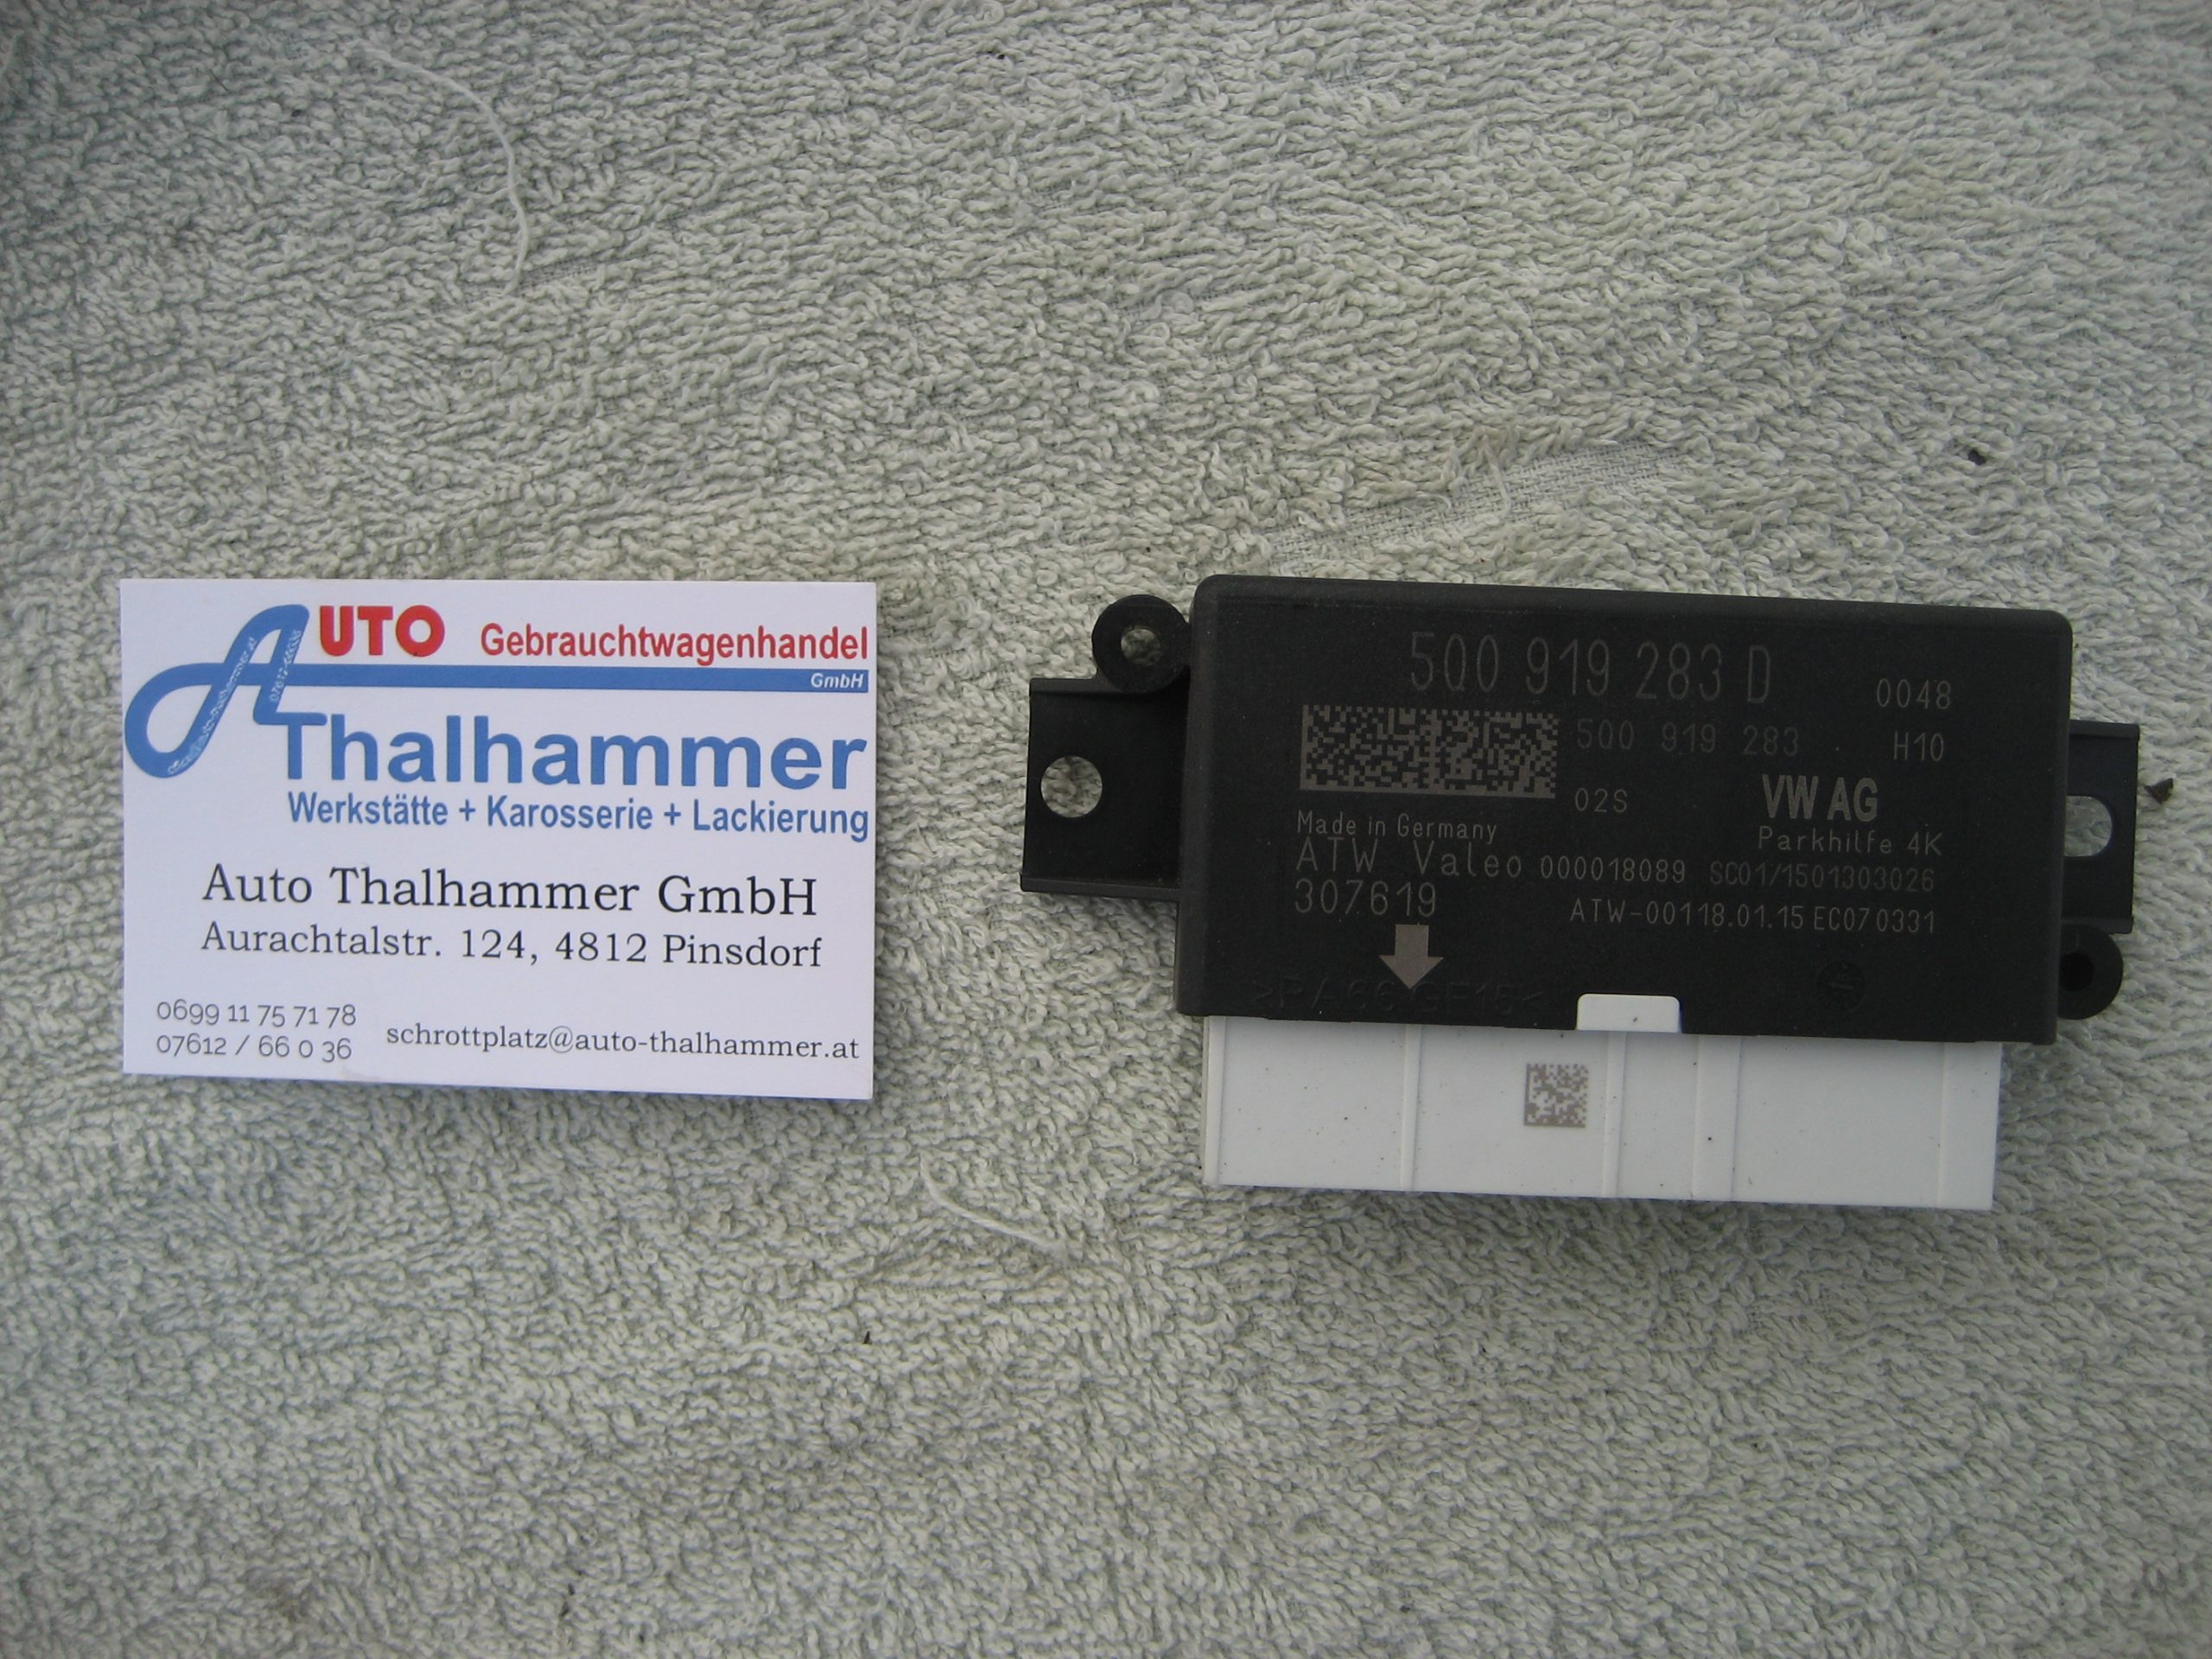 AUTO Gebrauchtwagenhandel
GmbH
Thalhammer
Werkstätte + Karosserie + Lackierung
Auto Thalhammer GmbH
Aurachtalstr. 124, 4812 Pinsdorf
0699 11 75 71 78
07612 / 66 0 36
schrottplatz@auto-thalhammer.at
5Q0 919 283 D
0048
5Q0 919 283
H10
02S
VW AG
Made in Germany
Parkhilfe 4K
ATW Valeo 000018089 SC01/1501303026
307619
ATW-00118.01.15 EC07 0331
>PA66 GF15<